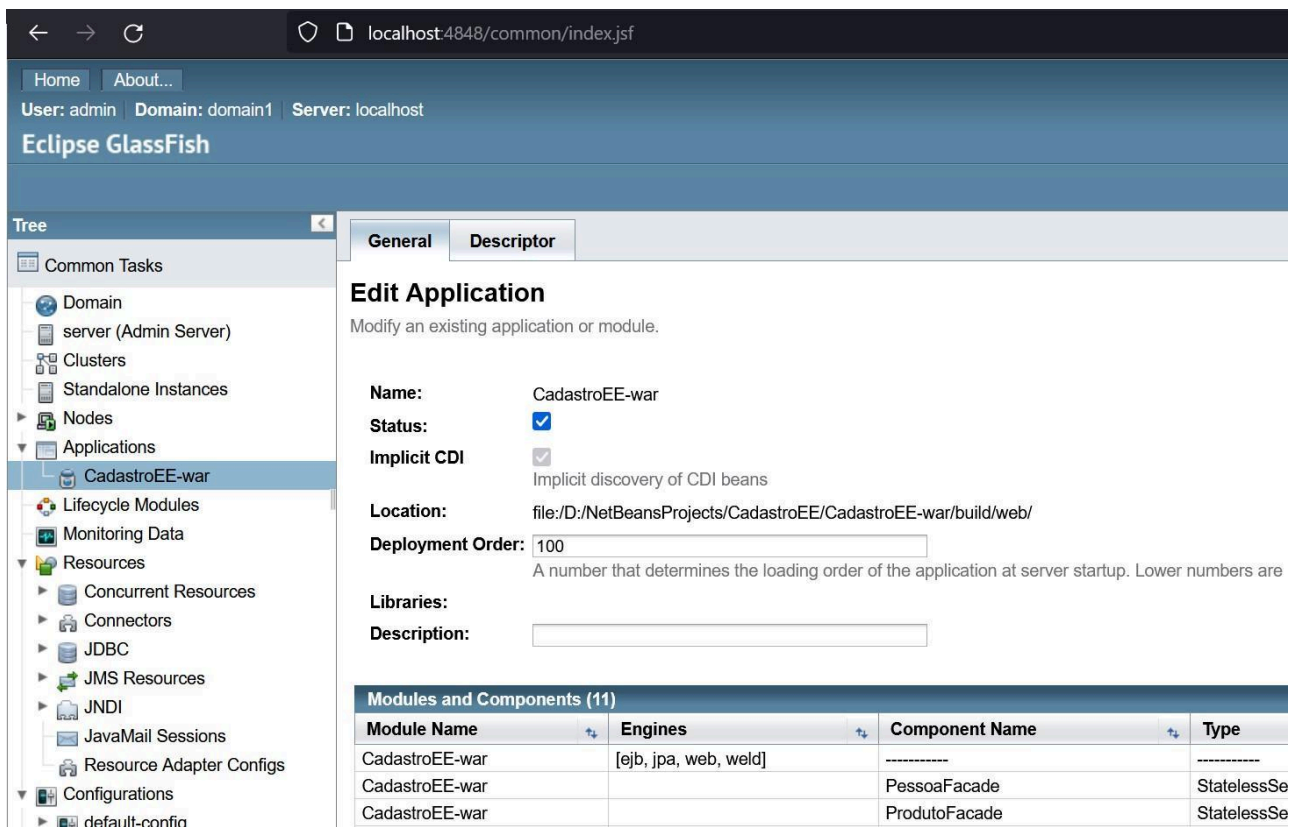 localhost:4848/common/index.jsf
Home About...
User: admin Domain: domain1 Server: localhost
Eclipse GlassFish
Tree
Common Tasks
Domain
server (Admin Server)
Clusters
Standalone Instances
Nodes
Applications
CadastroEE-war
Lifecycle Modules
Monitoring Data
Resources
Concurrent Resources
Connectors
JDBC
JMS Resources
JNDI
JavaMail Sessions
Resource Adapter Configs
Configurations
default-config
General Descriptor
Edit Application
Modify an existing application or module.
Name: CadastroEE-war
Status:
Implicit CDI
Implicit discovery of CDI beans
Location: file:/D:/NetBeansProjects/CadastroEE/CadastroEE-war/build/web/
Deployment Order: 100
A number that determines the loading order of the application at server startup. Lower numbers are
Libraries:
Description:
Modules and Components (11)
Module Name Engines Component Name Type
CadastroEE-war [ejb, jpa, web, weld] ----------- -----------
CadastroEE-war PessoaFacade StatelessSe
CadastroEE-war ProdutoFacade StatelessSe